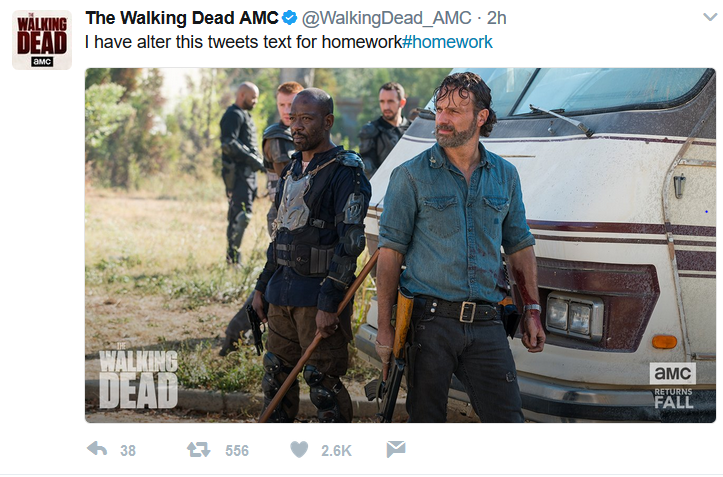 The Walking Dead AMC @WalkingDead_AMC · 2h
I have alter this tweets text for homework#homework
THE
WALKING
DEAD
aMC
THE
WALKING
DEAD
aMC
RETURNS
FALL
38 556 2.6K